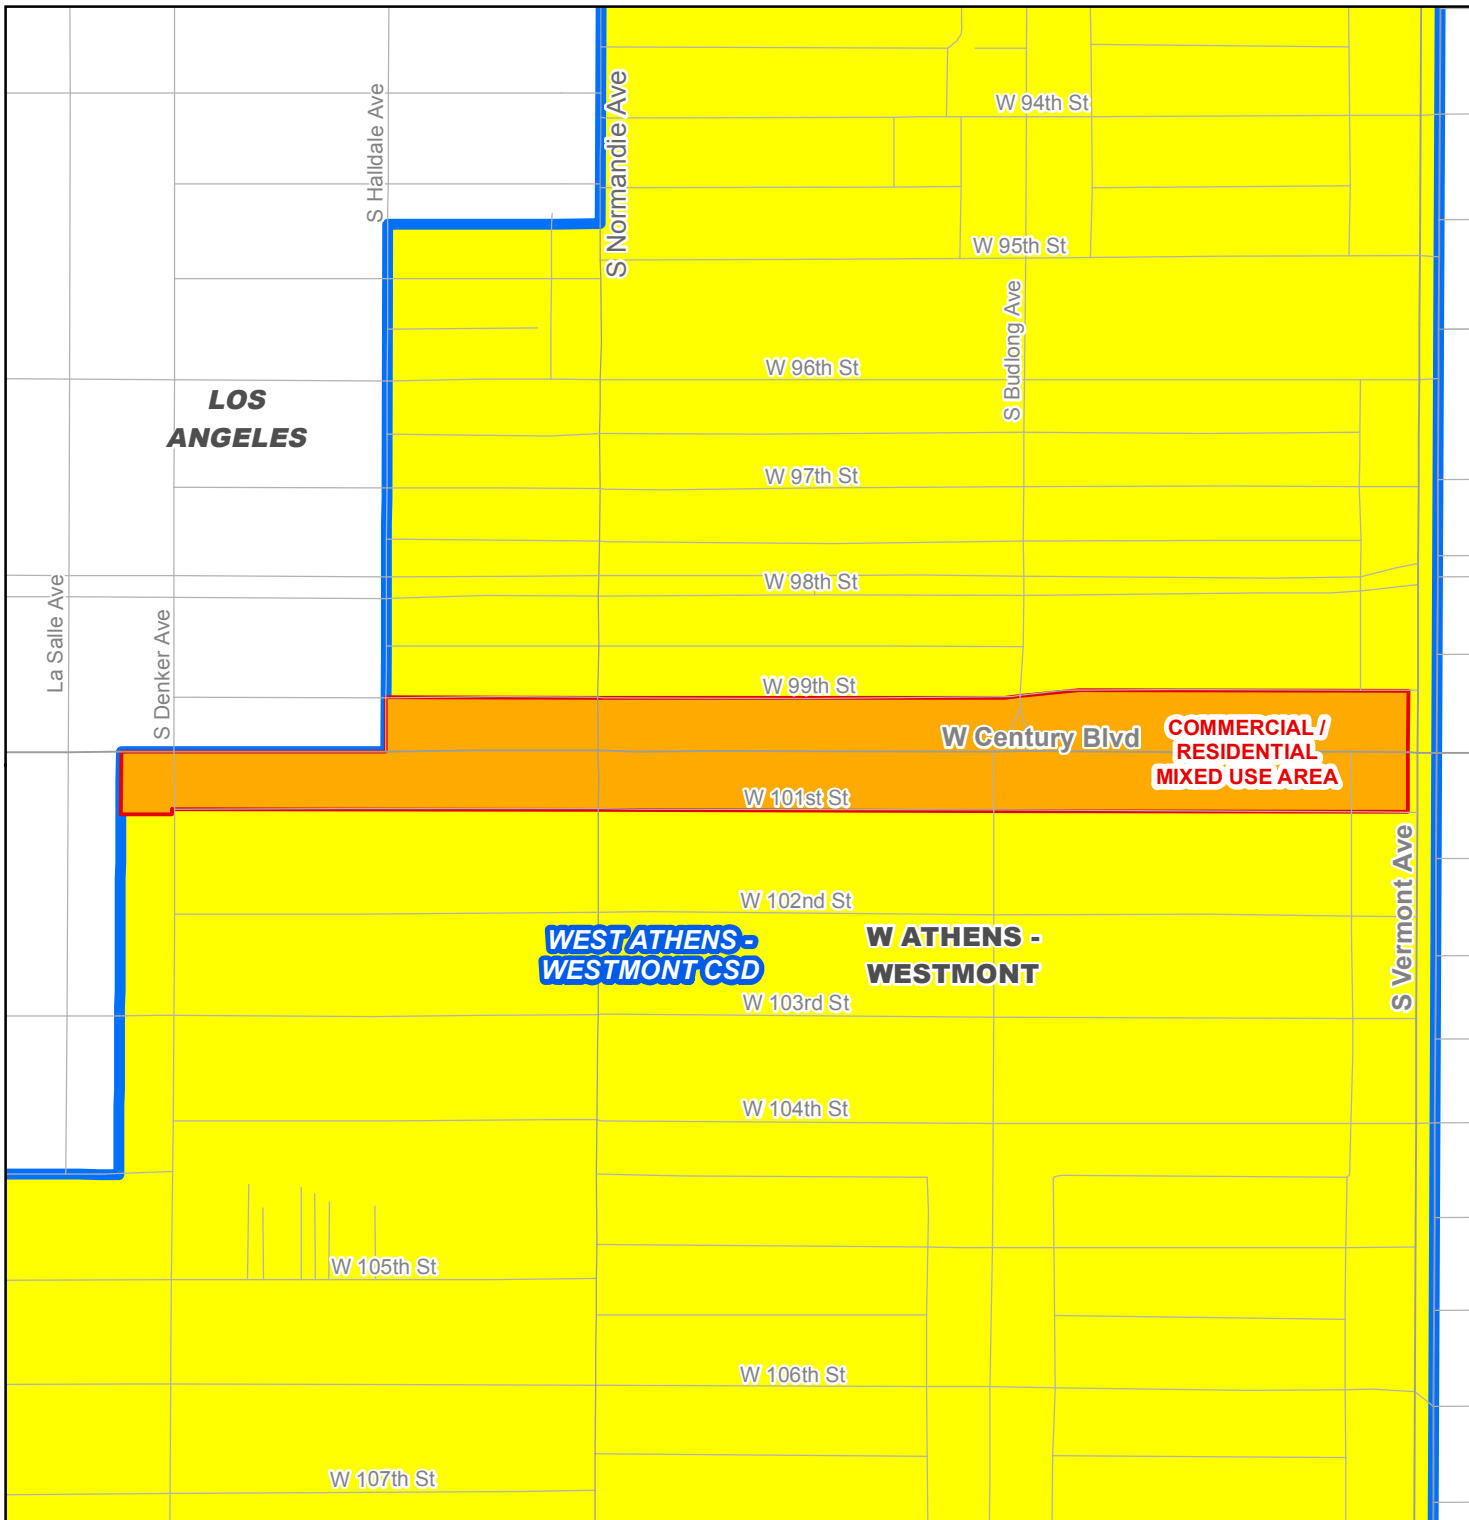 W 94th St
S Halldale Ave
S Normandie Ave
W 95th St
S Budlong Ave
W 96th St
LOS
ANGELES
W 97th St
W 98th St
La Salle Ave
S Denker Ave
W 99th St
W Century Blvd
COMMERCIAL /
RESIDENTIAL
MIXED USE AREA
W 101st St
S Vermont Ave
W 102nd St
WEST ATHENS -
WESTMONT CSD
W ATHENS -
WESTMONT
W 103rd St
W 104th St
W 105th St
W 106th St
W 107th St